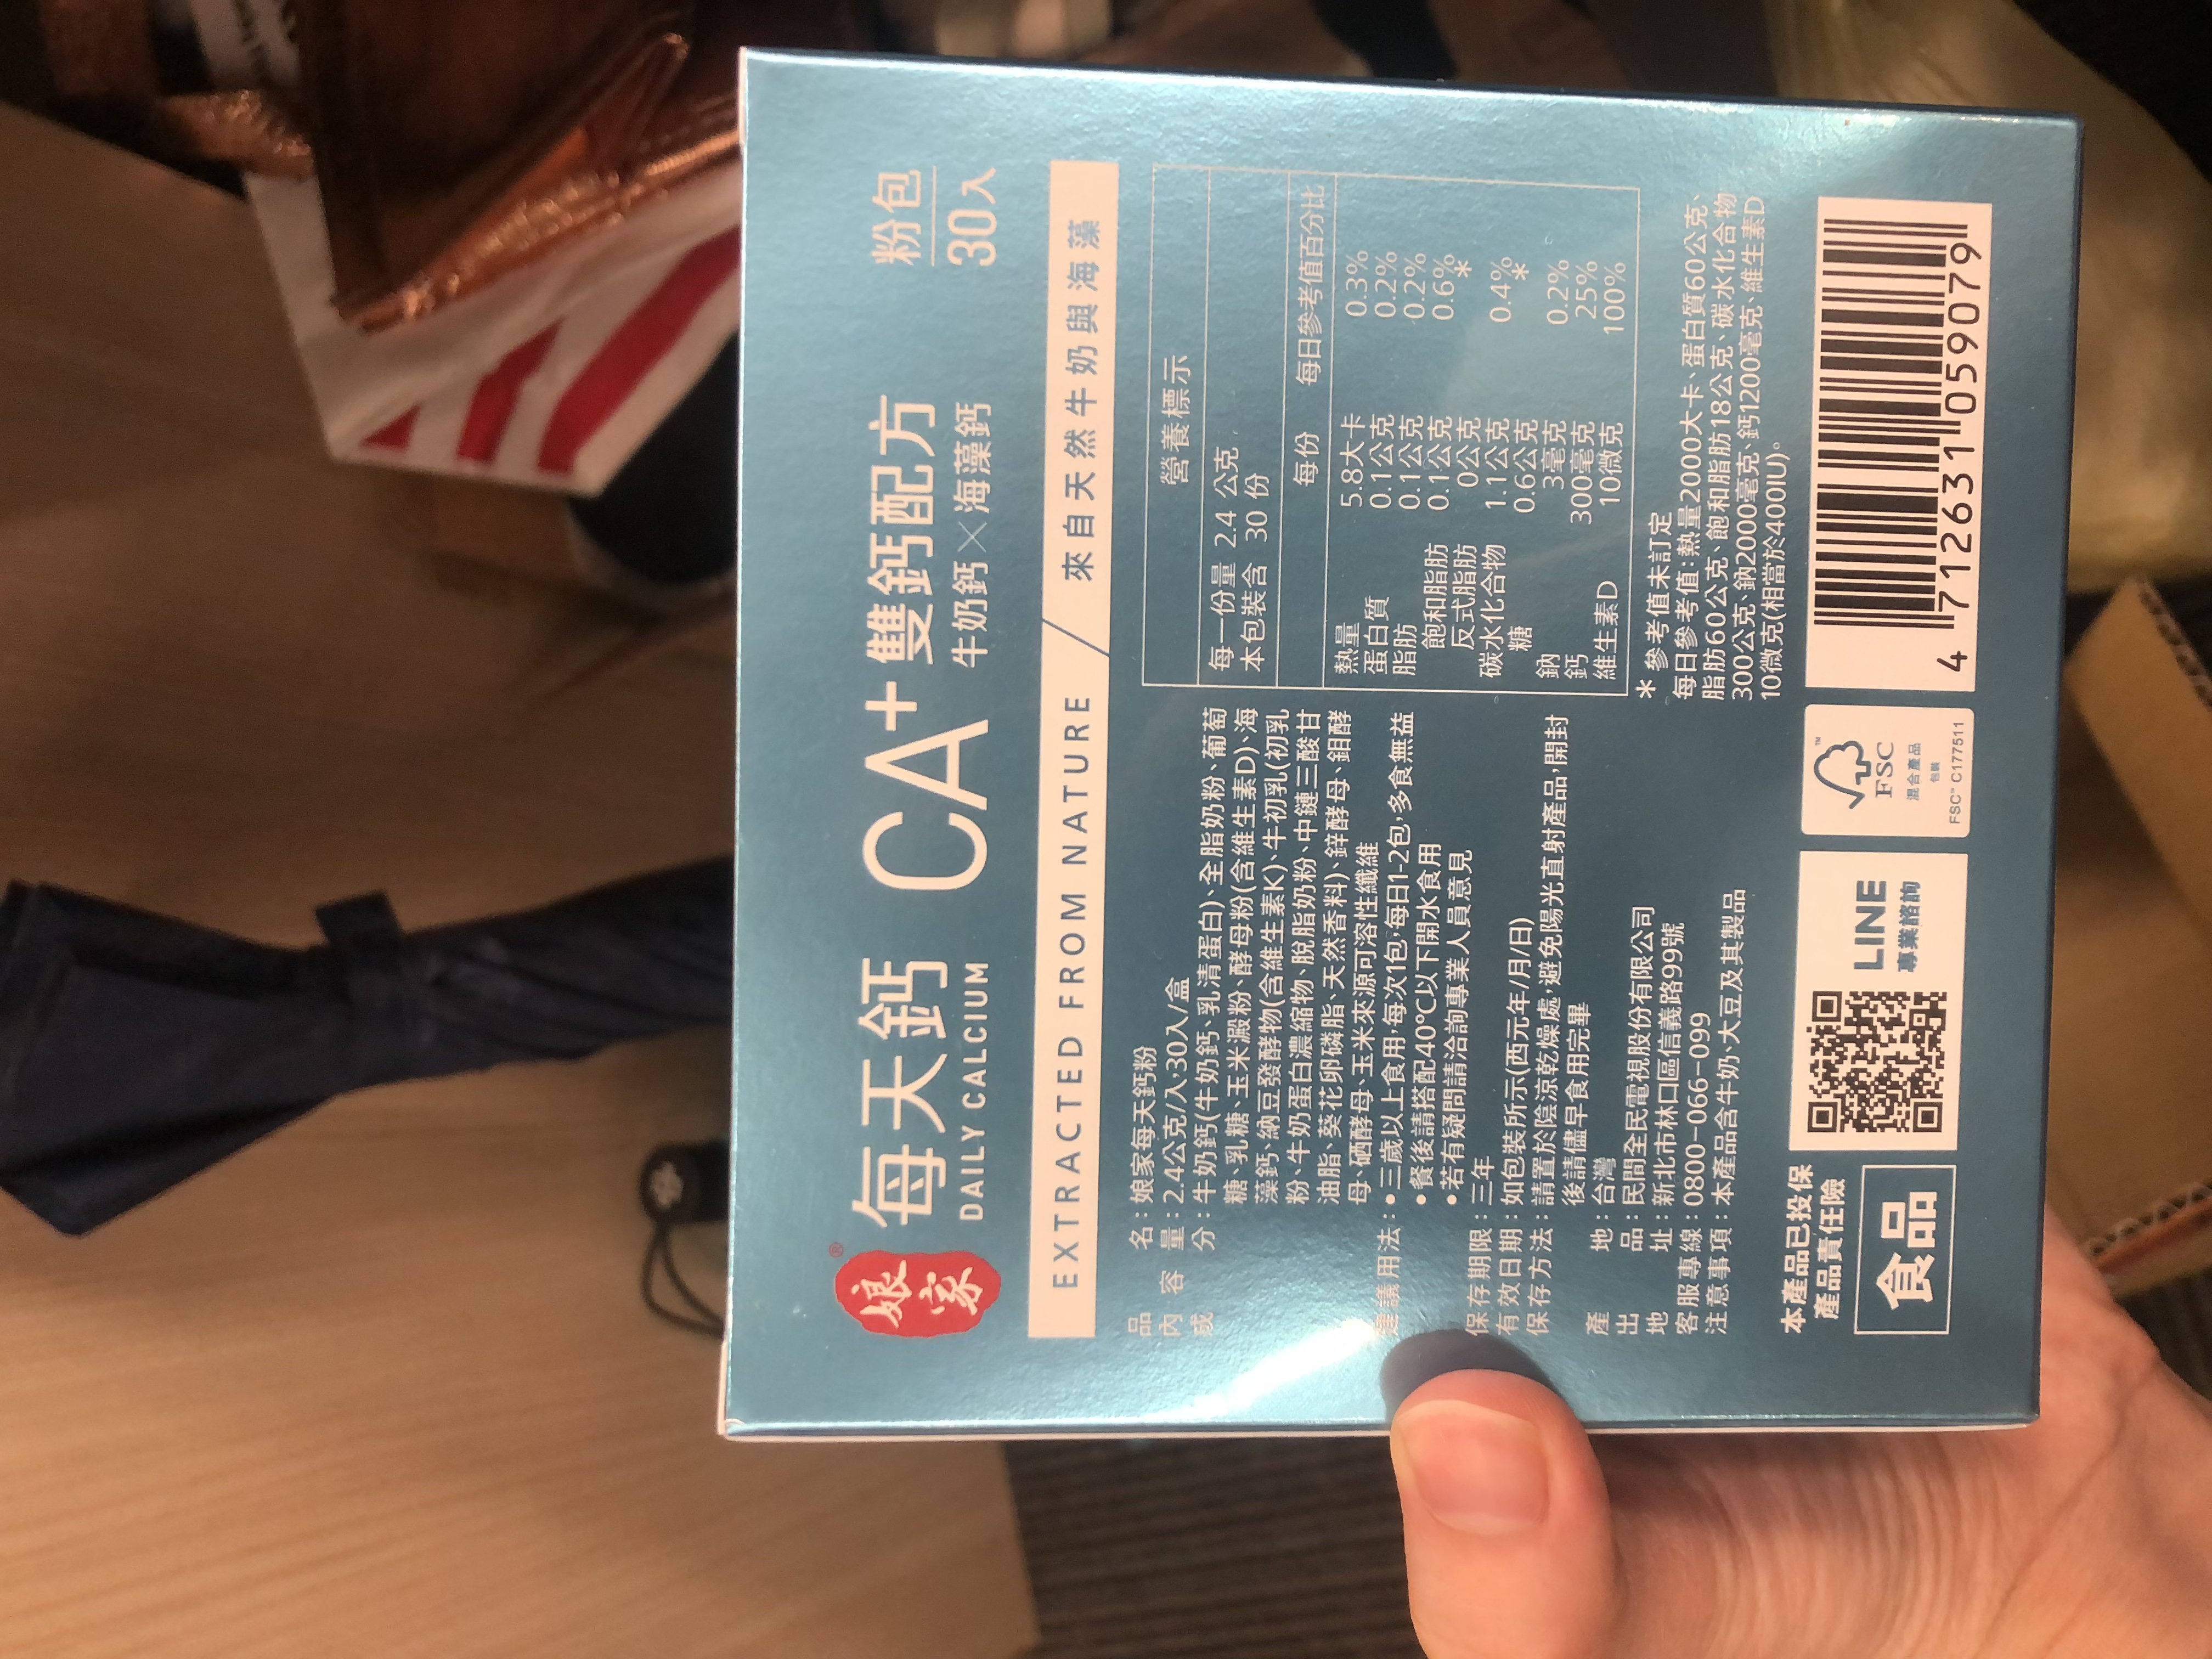 娘家®
每天鈣 CA+ 雙鈣配方
DAILY CALCIUM
牛奶鈣×海藻鈣
粉包
30入
EXTRACTED FROM NATURE / 來自天然牛奶與海藻
品名:娘家每天鈣粉
內容量:2.4公克/入·30入/盒
成分:牛奶鈣(牛奶鈣、乳清蛋白)、全脂奶粉、葡萄
糖、乳糖、玉米澱粉、酵母粉(含維生素D)、海
藻鈣、納豆發酵物(含維生素K)、牛初乳(初乳
粉、牛奶蛋白濃縮物、脫脂奶粉、中鏈三酸甘
油脂、葵花卵磷脂、天然香料)、鋅酵母、鉬酵
母、硒酵母、玉米來源可溶性纖維
建議用法:•三歲以上食用,每次1包,每日1-2包,多食無益
•餐後請搭配40℃以下開水食用
•若有疑問請洽詢專業人員意見
保存期限:三年
有效日期:如包裝所示(西元年/月/日)
保存方法:請置於陰涼乾燥處,避免陽光直射產品,開封
後請儘早食用完畢
產地:台灣
出品:民間全民電視股份有限公司
地址:新北市林口區信義路99號
客服專線:0800-066-099
注意事項:本產品含牛奶、大豆及其製品
營養標示
每一份量 2.4 公克
本包裝含 30 份
每份 每日參考值百分比
熱量 5.8大卡 0.3%
蛋白質 0.1公克 0.2%
脂肪 0.1公克 0.2%
飽和脂肪 0.1公克 0.6%
反式脂肪 0公克 *
碳水化合物 1.1公克 0.4%
糖 0.6公克 *
鈉 3毫克 0.2%
鈣 300毫克 25%
維生素D 10微克 100%
* 參考值未訂定
每日參考值:熱量2000大卡、蛋白質60公克、
脂肪60公克、飽和脂肪18公克、碳水化合物
300公克、鈉2000毫克、鈣1200毫克、維生素D
10微克(相當於400IU)。
本產品已投保
產品責任險
食品
LINE
專業諮詢
FSC™
混合產品
包裝
FSC™ C177511
4 712631 059079